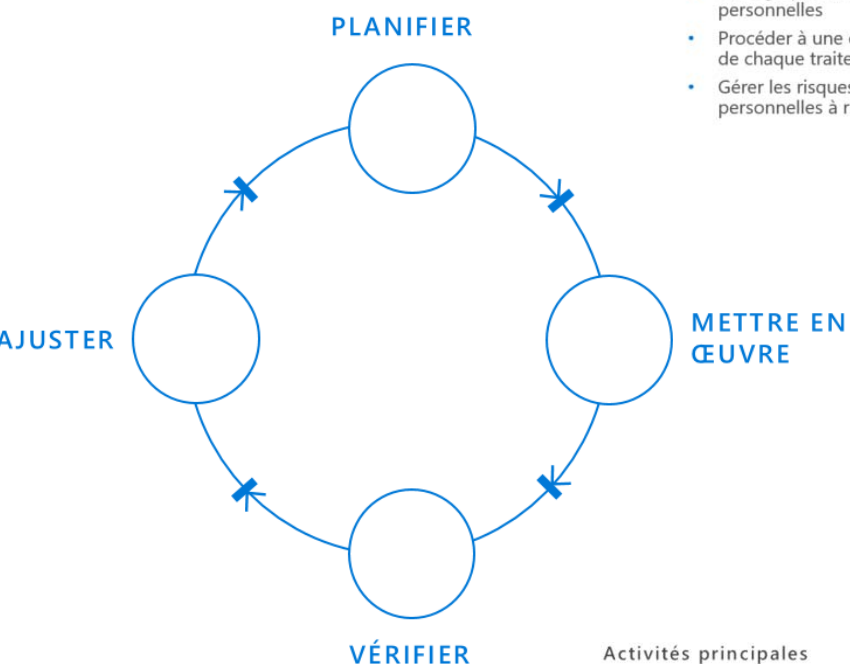 PLANIFIER
personnelles
• Procéder à une
de chaque
• Gérer les risques
personnelles à
METTRE EN
ŒUVRE
AJUSTER
VÉRIFIER
Activités principales